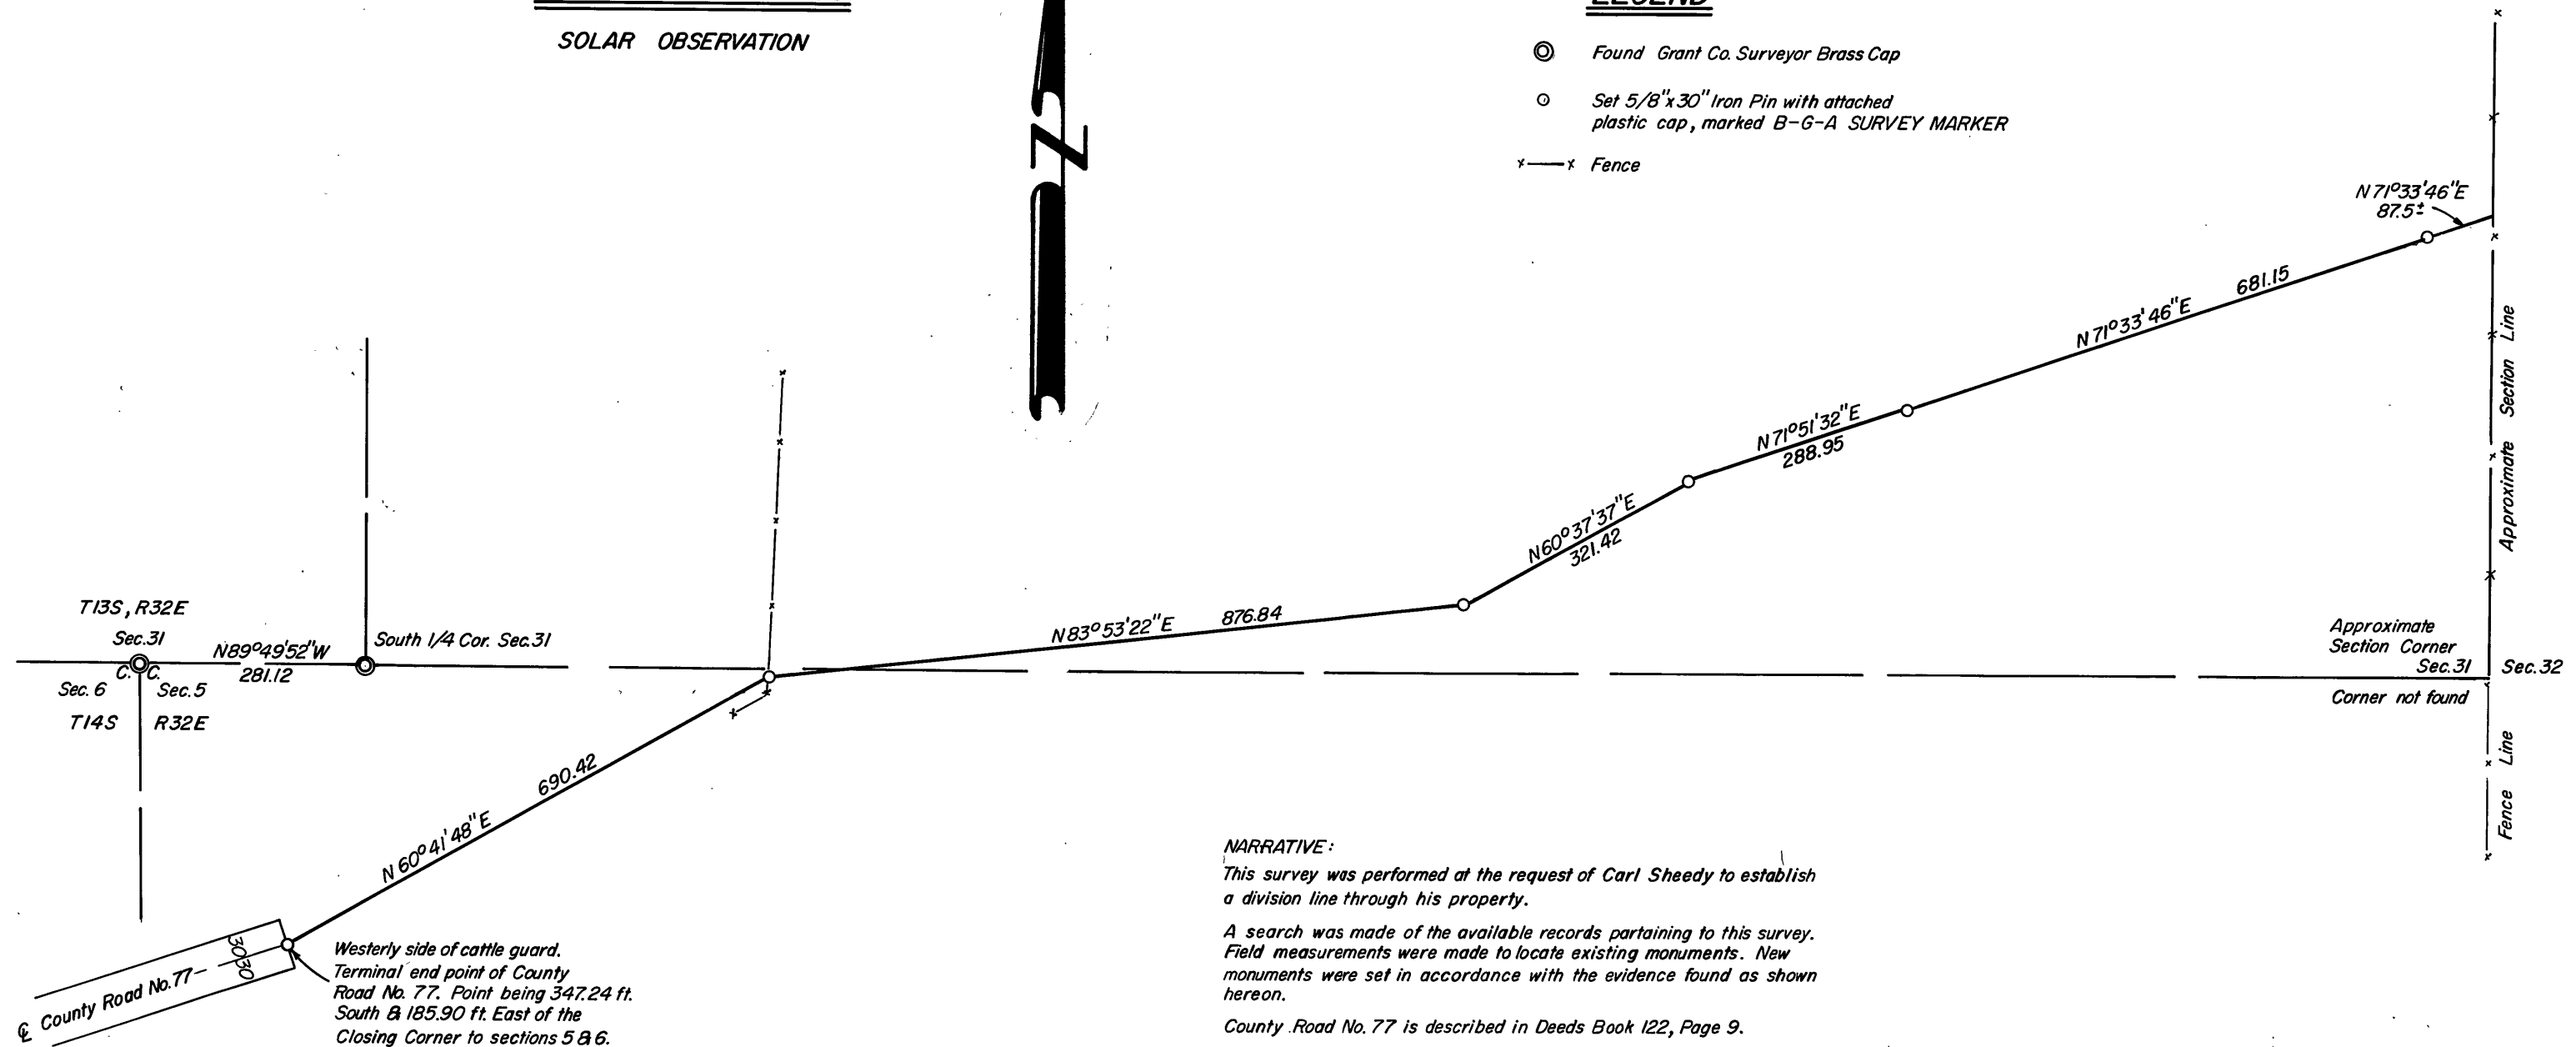 SOLAR OBSERVATION
LEGEND
Found Grant Co. Surveyor Brass Cap
Set 5/8"x30" Iron Pin with attached
plastic cap, marked B-G-A SURVEY MARKER
x——x Fence
N
N71°33'46"E
87.5±
681.15
N71°33'46"E
N71°51'32"E
288.95
N60°37'37"E
321.42
Approximate Section Line
T13S, R32E
Sec.31
N89°49'52"W
281.12
South 1/4 Cor. Sec.31
C. C.
Sec. 6
Sec. 5
T14S
R32E
N83°53'22"E
876.84
Approximate
Section Corner
Sec.31
Sec.32
Corner not found
Fence Line
690.42
N60°41'48"E
3030
℄ County Road No. 77
Westerly side of cattle guard.
Terminal end point of County
Road No. 77. Point being 347.24 ft.
South & 185.90 ft. East of the
Closing Corner to sections 5 & 6.
NARRATIVE:
This survey was performed at the request of Carl Sheedy to establish
a division line through his property.
A search was made of the available records partaining to this survey.
Field measurements were made to locate existing monuments. New
monuments were set in accordance with the evidence found as shown
hereon.
County Road No. 77 is described in Deeds Book 122, Page 9.